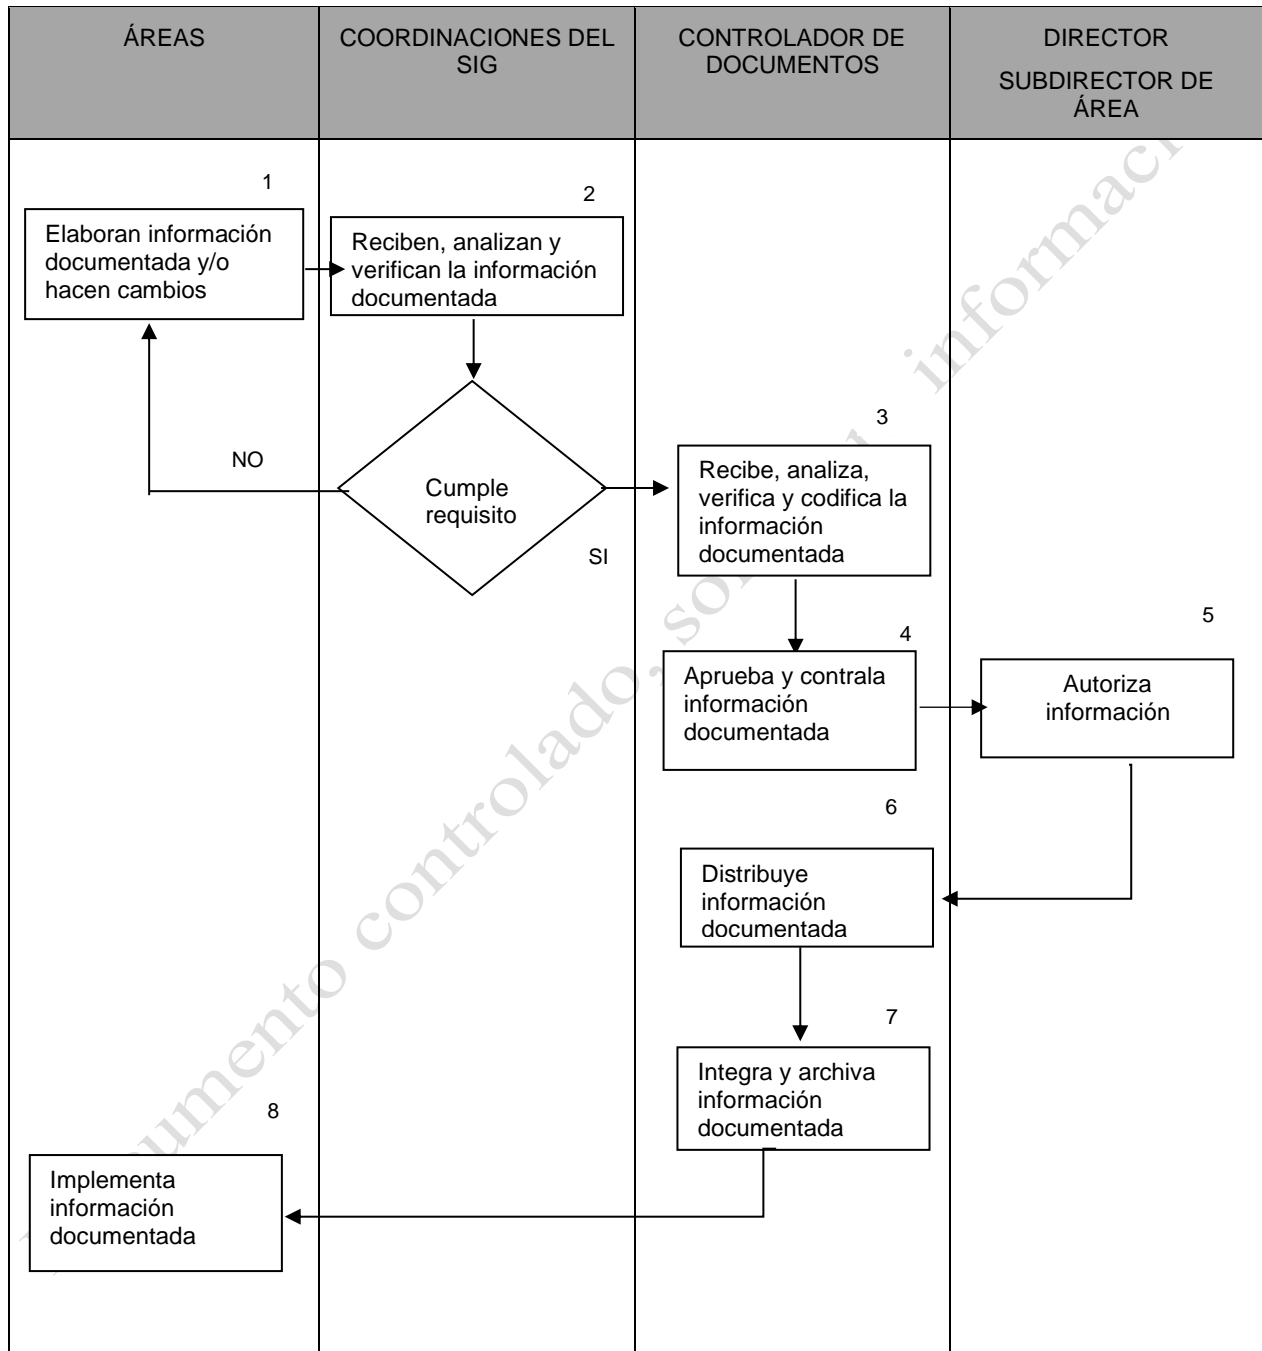 ÁREAS
COORDINACIONES DEL
SIG
CONTROLADOR DE
DOCUMENTOS
DIRECTOR
SUBDIRECTOR DE
ÁREA
1
Elaboran información
documentada y/o
hacen cambios
2
Reciben, analizan y
verifican la información
documentada
NO
Cumple
requisito
SI
3
Recibe, analiza,
verifica y codifica la
información
documentada
4
Aprueba y contrala
información
documentada
5
Autoriza
información
6
Distribuye
información
documentada
7
Integra y archiva
información
documentada
8
Implementa
información
documentada
controlado,